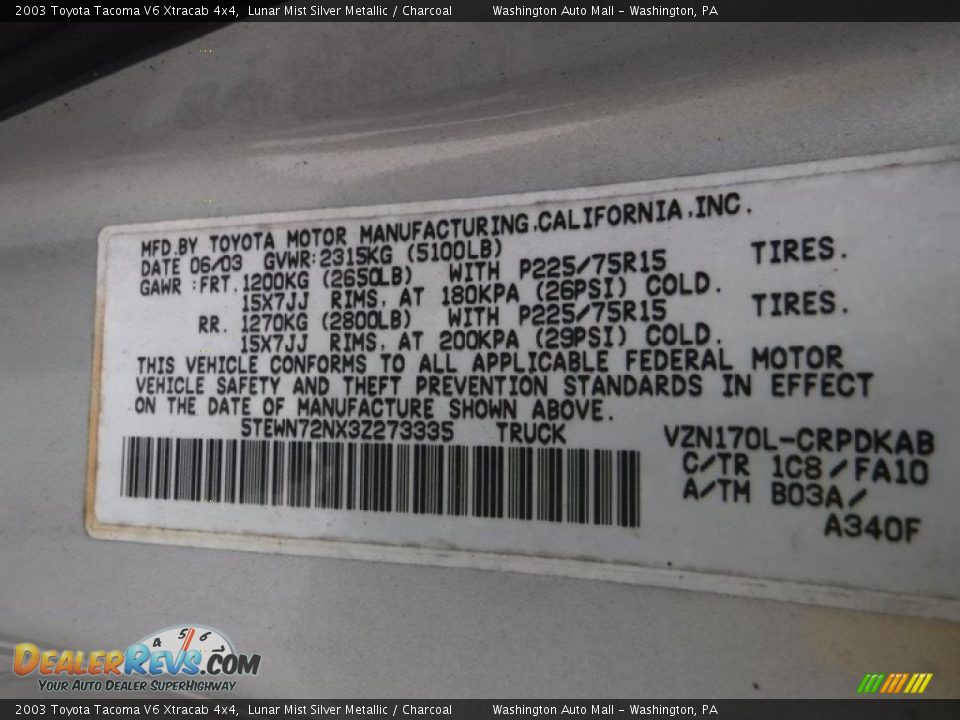 2003 Toyota Tacoma V6 Xtracab 4x4, Lunar Mist Silver Metallic / Charcoal Washington Auto Mall - Washington, PA
MFD.BY TOYOTA MOTOR MANUFACTURING,CALIFORNIA,INC.
DATE 06/03 GVWR:2315KG (5100LB)
GAWR :FRT.1200KG (2650LB) WITH P225/75R15 TIRES.
15X7JJ RIMS, AT 180KPA (26PSI) COLD.
RR. 1270KG (2800LB) WITH P225/75R15 TIRES.
15X7JJ RIMS, AT 200KPA (29PSI) COLD.
THIS VEHICLE CONFORMS TO ALL APPLICABLE FEDERAL MOTOR
VEHICLE SAFETY AND THEFT PREVENTION STANDARDS IN EFFECT
ON THE DATE OF MANUFACTURE SHOWN ABOVE.
5TEWN72NX3Z273335 TRUCK
VZN170L-CRPDKAB
C/TR 1C8/FA10
A/TM B03A/
A340F
4 5 6 7
DEALERREVS.COM
YOUR AUTO DEALER SUPERHIGHWAY
2003 Toyota Tacoma V6 Xtracab 4x4, Lunar Mist Silver Metallic / Charcoal Washington Auto Mall - Washington, PA